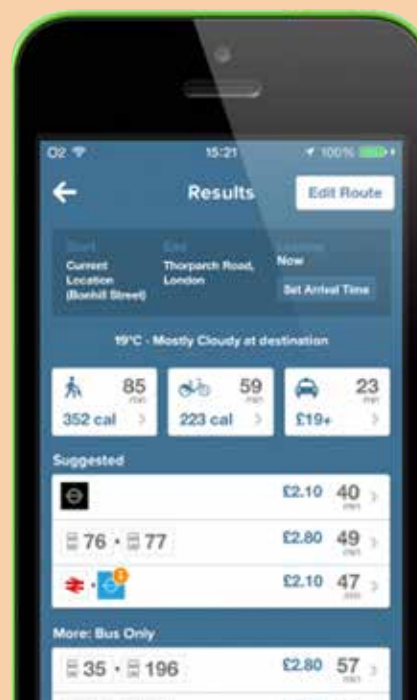 O2 15:21 100%
Results Edit Route
Start End Leaving
Current Location (Bonhill Street) Thorparch Road, London Now
Set Arrival Time
19°C - Mostly Cloudy at destination
85 min 59 min 23 min
352 cal 223 cal £19+
Suggested
£2.10 40 min
76 · 77 £2.80 49 min
£2.10 47 min
More: Bus Only
35 · 196 £2.80 57 min